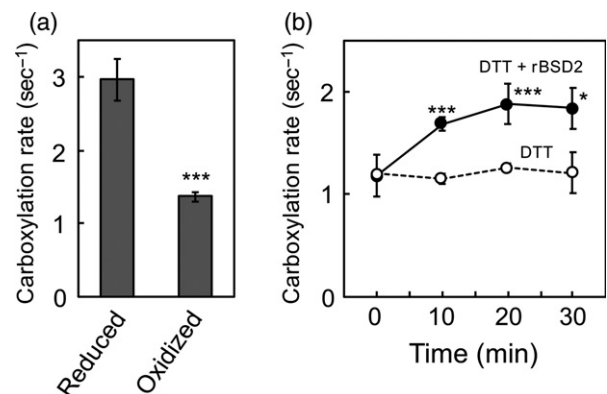 (a)
Carboxylation rate (sec⁻¹)
3
2
1
0
***
Reduced
Oxidized
(b)
Carboxylation rate (sec⁻¹)
2
1
0
DTT + rBSD2
***
***
*
DTT
0 10 20 30
Time (min)